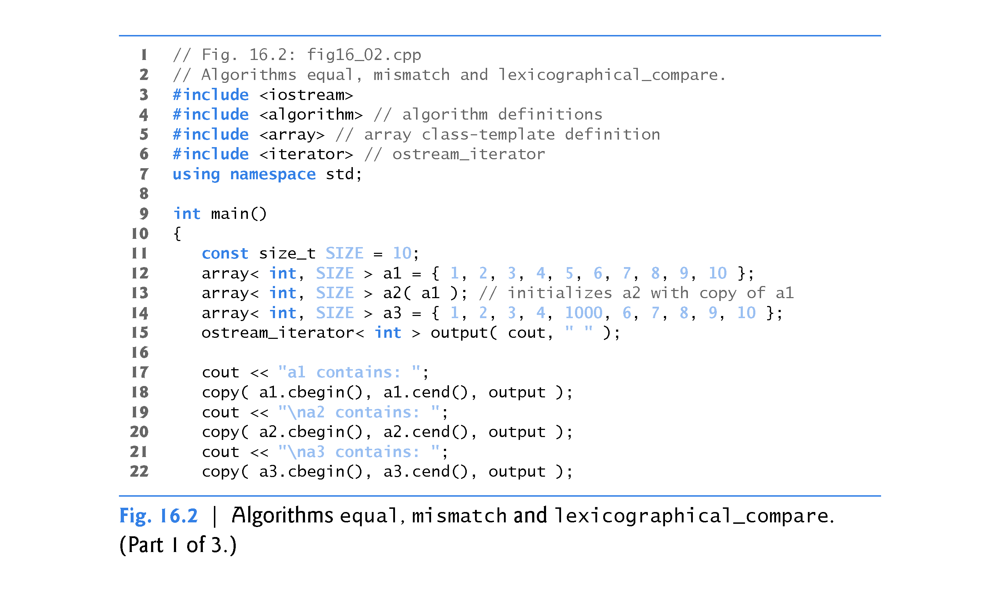 1 // Fig. 16.2: fig16_02.cpp
2 // Algorithms equal, mismatch and lexicographical_compare.
3 #include <iostream>
4 #include <algorithm> // algorithm definitions
5 #include <array> // array class-template definition
6 #include <iterator> // ostream_iterator
7 using namespace std;
8
9 int main()
10 {
11    const size_t SIZE = 10;
12    array< int, SIZE > a1 = { 1, 2, 3, 4, 5, 6, 7, 8, 9, 10 };
13    array< int, SIZE > a2( a1 ); // initializes a2 with copy of a1
14    array< int, SIZE > a3 = { 1, 2, 3, 4, 1000, 6, 7, 8, 9, 10 };
15    ostream_iterator< int > output( cout, " " );
16
17    cout << "a1 contains: ";
18    copy( a1.cbegin(), a1.cend(), output );
19    cout << "\na2 contains: ";
20    copy( a2.cbegin(), a2.cend(), output );
21    cout << "\na3 contains: ";
22    copy( a3.cbegin(), a3.cend(), output );
Fig. 16.2 | Algorithms equal, mismatch and lexicographical_compare.
(Part 1 of 3.)